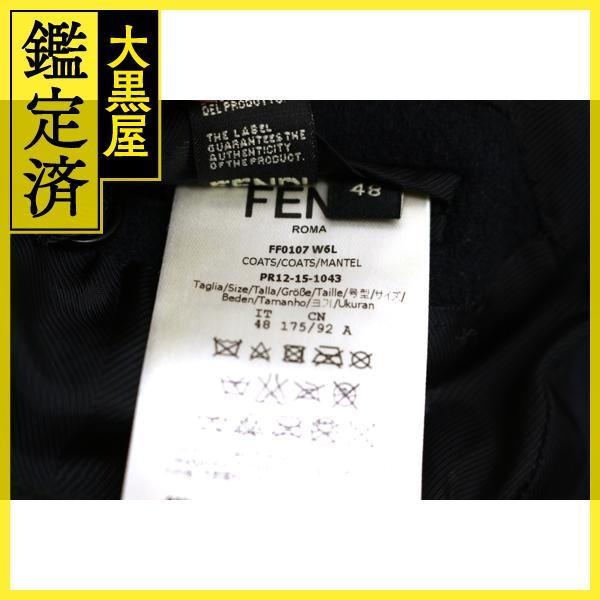 鑑定済
大黒屋
DEL PRODOTTO.
THE LABEL
GUARANTEES THE
AUTHENTICITY
OF THE PRODUCT.
48
FEN
ROMA
FF0107 W6L
COATS/COATS/MANTEL
PR12-15-1043
Taglia/Size/Talla/Größe/Taille/号型/サイズ/
Beden/Tamanho/크기/Ukuran
IT CN
48 175/92 A